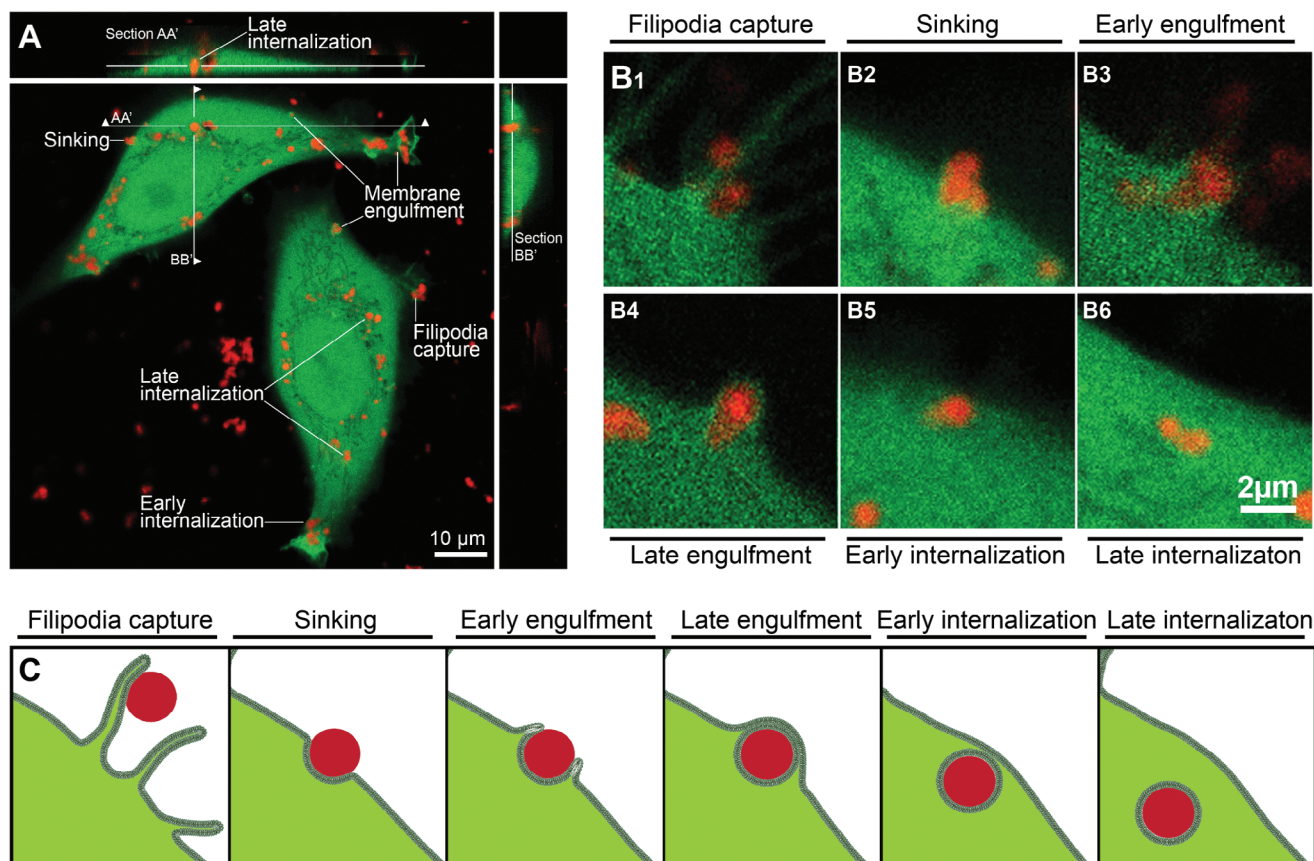 A
Section AA'
Late
internalization
AA'
Sinking
Membrane
engulfment
BB'
Section
BB'
Filipodia
capture
Late
internalization
Early
internalization
10 µm
Filipodia capture
Sinking
Early engulfment
B1
B2
B3
B4
B5
B6
2µm
Late engulfment
Early internalization
Late internalizaton
Filipodia capture
Sinking
Early engulfment
Late engulfment
Early internalization
Late internalizaton
C